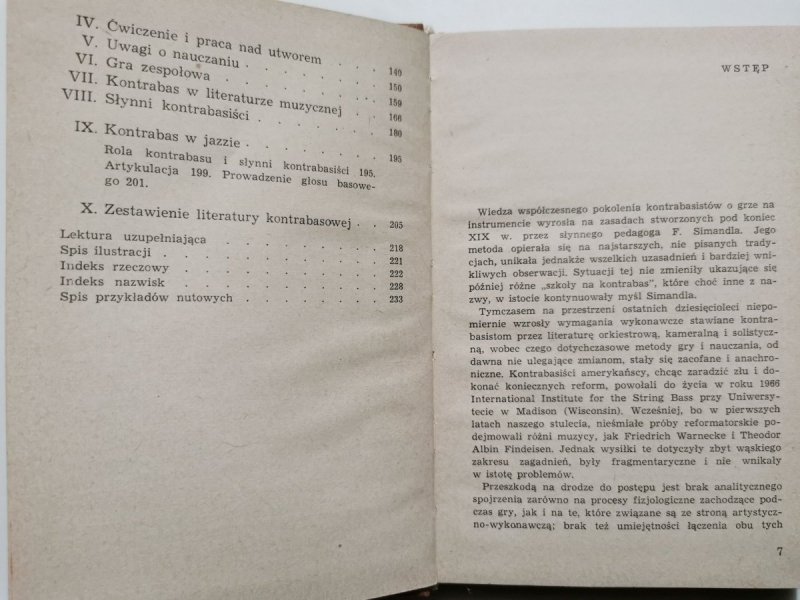 IV. Ćwiczenie i praca nad utworem . . . 140
V. Uwagi o nauczaniu . . . . . . 150
VI. Gra zespołowa . . . . . . 159
VII. Kontrabas w literaturze muzycznej . . 166
VIII. Słynni kontrabasiści . . . . . 180
IX. Kontrabas w jazzie . . . . . . 195
Rola kontrabasu i słynni kontrabasiści 195.
Artykulacja 199. Prowadzenie głosu basowe-
go 201.
X. Zestawienie literatury kontrabasowej . . 205
Lektura uzupełniająca . . . . . . 218
Spis ilustracji . . . . . . . 221
Indeks rzeczowy . . . . . . . 222
Indeks nazwisk . . . . . . . 228
Spis przykładów nutowych . . . . . 233
WSTĘP
Wiedza współczesnego pokolenia kontrabasistów o grze na
instrumencie wyrosła na zasadach stworzonych pod koniec
XIX w. przez słynnego pedagoga F. Simandla. Jego
metoda opierała się na najstarszych, nie pisanych trady-
cjach, unikała jednakże wszelkich uzasadnień i bardziej wni-
kliwych obserwacji. Sytuacji tej nie zmieniły ukazujące się
później różne „szkoły na kontrabas", które choć inne z na-
zwy, w istocie kontynuowały myśl Simandla.
Tymczasem na przestrzeni ostatnich dziesięcioleci niepo-
miernie wzrosły wymagania wykonawcze stawiane kontra-
basistom przez literaturę orkiestrową, kameralną i solistycz-
ną, wobec czego dotychczasowe metody gry i nauczania, od
dawna nie ulegające zmianom, stały się zacofane i anachro-
niczne. Kontrabasiści amerykańscy, chcąc zaradzić złu i do-
konać koniecznych reform, powołali do życia w roku 1966
International Institute for the String Bass przy Uniwersy-
tecie w Madison (Wisconsin). Wcześniej, bo w pierwszych
latach naszego stulecia, nieśmiałe próby reformatorskie po-
dejmowali różni muzycy, jak Friedrich Warnecke i Theodor
Albin Findeisen. Jednak wysiłki te dotyczyły zbyt wąskiego
zakresu zagadnień, były fragmentaryczne i nie wnikały
w istotę problemów.
Przeszkodą na drodze do postępu jest brak analitycznego
spojrzenia zarówno na procesy fizjologiczne zachodzące pod-
czas gry, jak i na te, które związane są ze stroną artystycz-
no-wykonawczą; brak też umiejętności łączenia obu tych
7